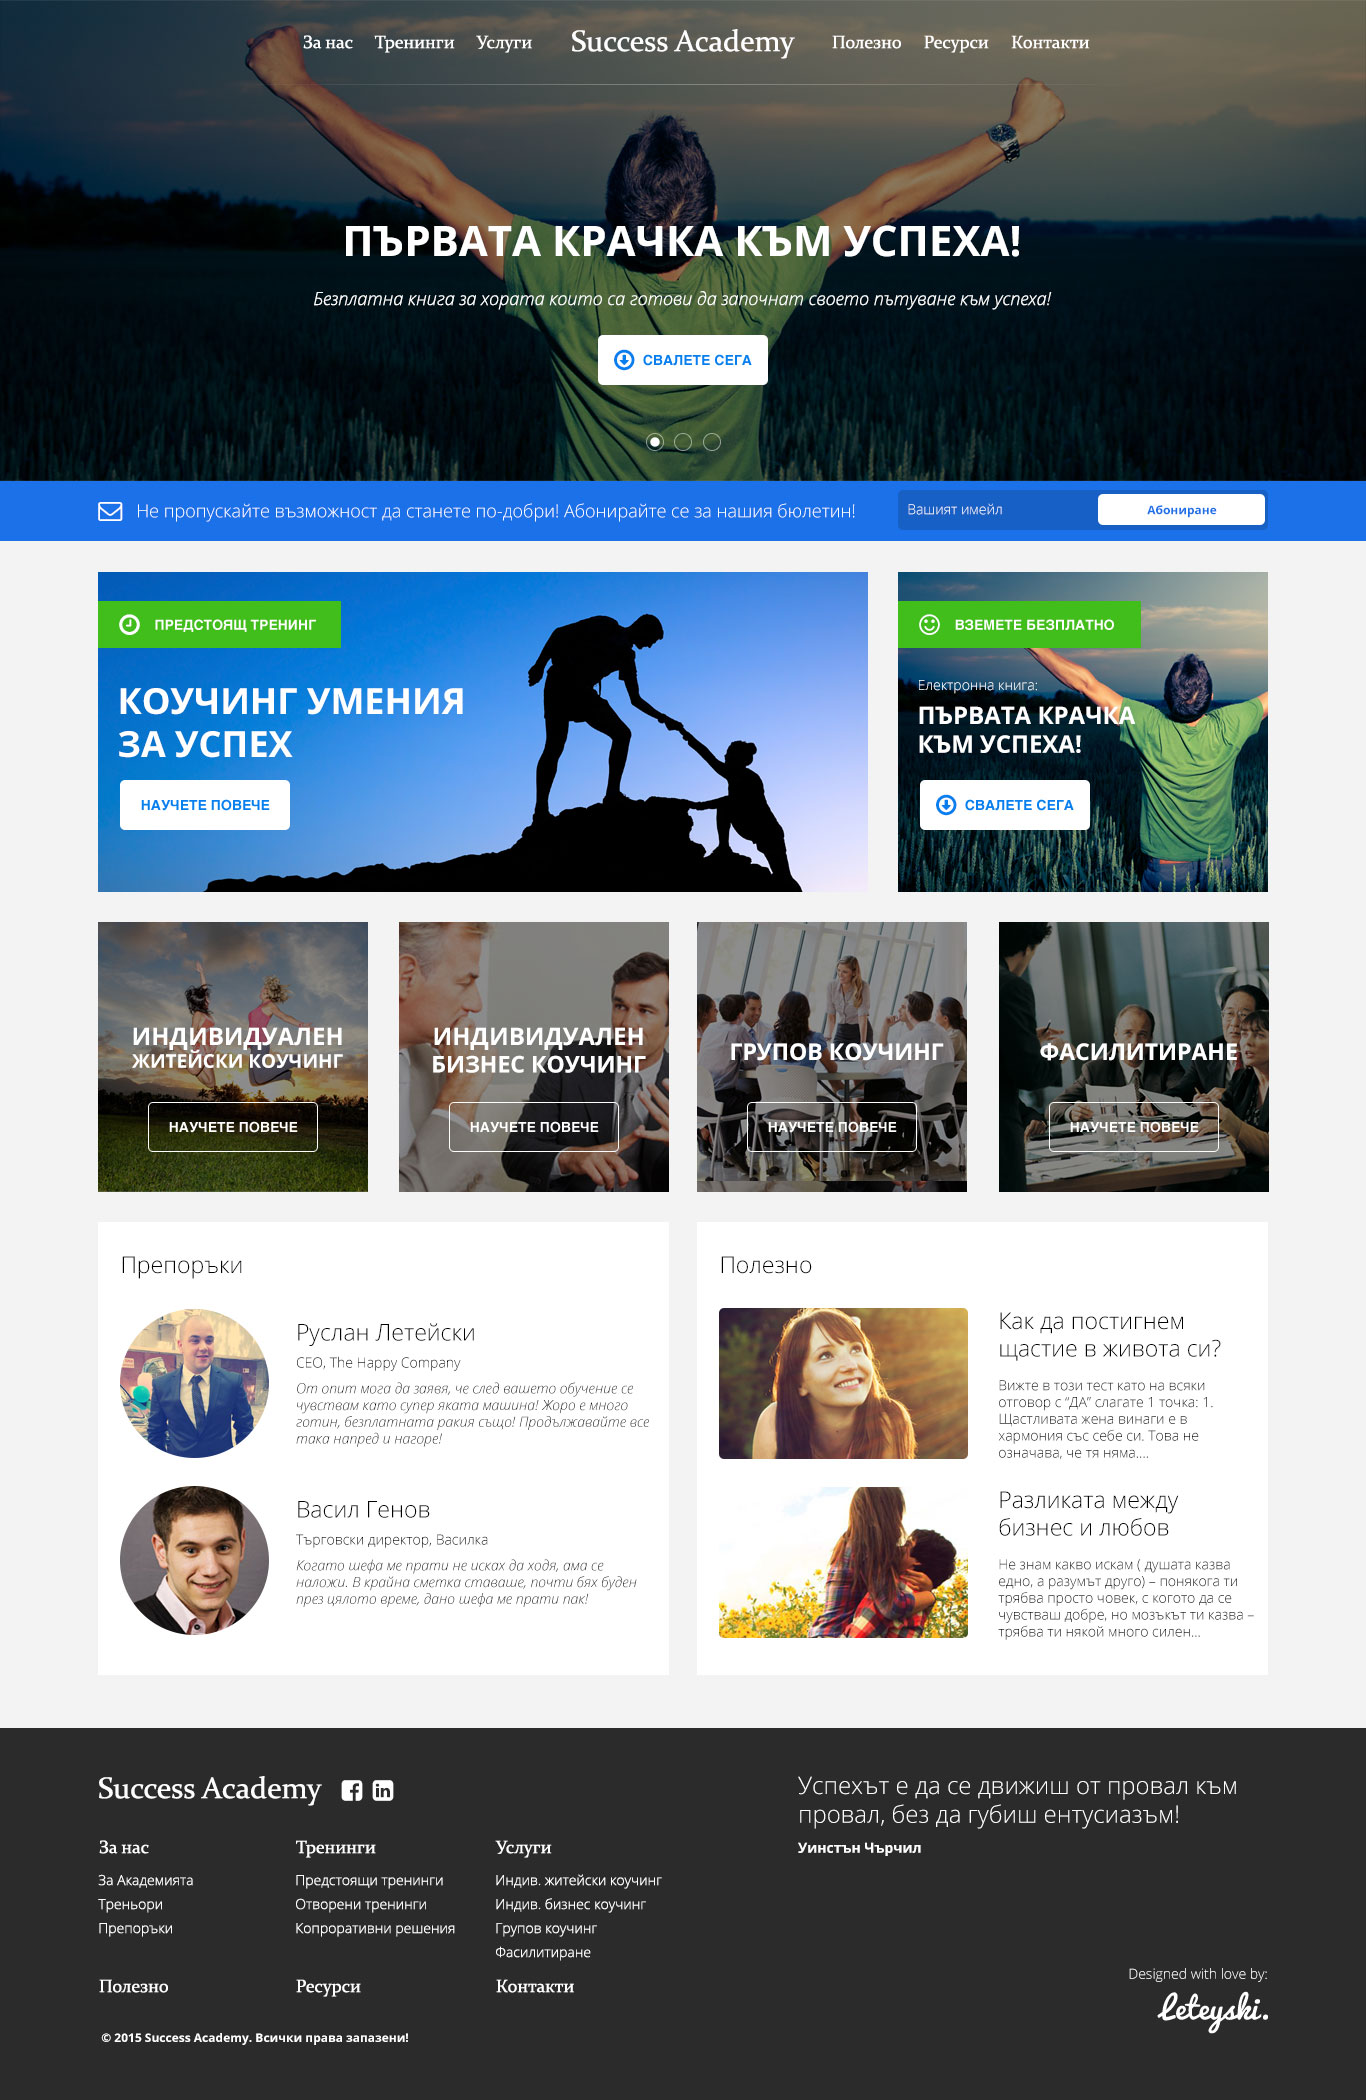 За нас Тренинги Услуги Success Academy Полезно Ресурси Контакти
ПЪРВАТА КРАЧКА КЪМ УСПЕХА!
Безплатна книга за хората които са готови да започнат своето пътуване към успеха!
СВАЛЕТЕ СЕГА
Не пропускайте възможност да станете по-добри! Абонирайте се за нашия бюлетин!
Вашият имейл
Абониране
ПРЕДСТОЯЩ ТРЕНИНГ
КОУЧИНГ УМЕНИЯ
ЗА УСПЕХ
НАУЧЕТЕ ПОВЕЧЕ
ВЗЕМЕТЕ БЕЗПЛАТНО
Електронна книга:
ПЪРВАТА КРАЧКА
КЪМ УСПЕХА!
СВАЛЕТЕ СЕГА
ИНДИВИДУАЛЕН
ЖИТЕЙСКИ КОУЧИНГ
НАУЧЕТЕ ПОВЕЧЕ
ИНДИВИДУАЛЕН
БИЗНЕС КОУЧИНГ
НАУЧЕТЕ ПОВЕЧЕ
ГРУПОВ КОУЧИНГ
НАУЧЕТЕ ПОВЕЧЕ
ФАСИЛИТИРАНЕ
НАУЧЕТЕ ПОВЕЧЕ
Препоръки
Руслан Летейски
CEO, The Happy Company
От опит мога да заявя, че след вашето обучение се
чувствам като супер яката машина! Жоро е много
готин, безплатната ракия също! Продължавайте все
така напред и нагоре!
Васил Генов
Търговски директор, Василка
Когато шефа ме прати не исках да ходя, ама се
наложи. В крайна сметка ставаше, почти бях буден
през цялото време, дано шефа ме прати пак!
Полезно
Как да постигнем
щастие в живота си?
Вижте в този тест като на всяки
отговор с “ДА” слагате 1 точка: 1.
Щастливата жена винаги е в
хармония със себе си. Това не
означава, че тя няма....
Разликата между
бизнес и любов
Не знам какво искам ( душата казва
едно, а разумът друго) – понякога ти
трябва просто човек, с когото да се
чувстваш добре, но мозъкът ти казва –
трябва ти някой много силен...
Success Academy
Успехът е да се движиш от провал към
провал, без да губиш ентусиазъм!
Уинстън Чърчил
За нас
За Академията
Треньори
Препоръки
Тренинги
Предстоящи тренинги
Отворени тренинги
Копроративни решения
Услуги
Индив. житейски коучинг
Индив. бизнес коучинг
Групов коучинг
Фасилитиране
Полезно Ресурси Контакти
Designed with love by:
Leteyski.
© 2015 Success Academy. Всички права запазени!